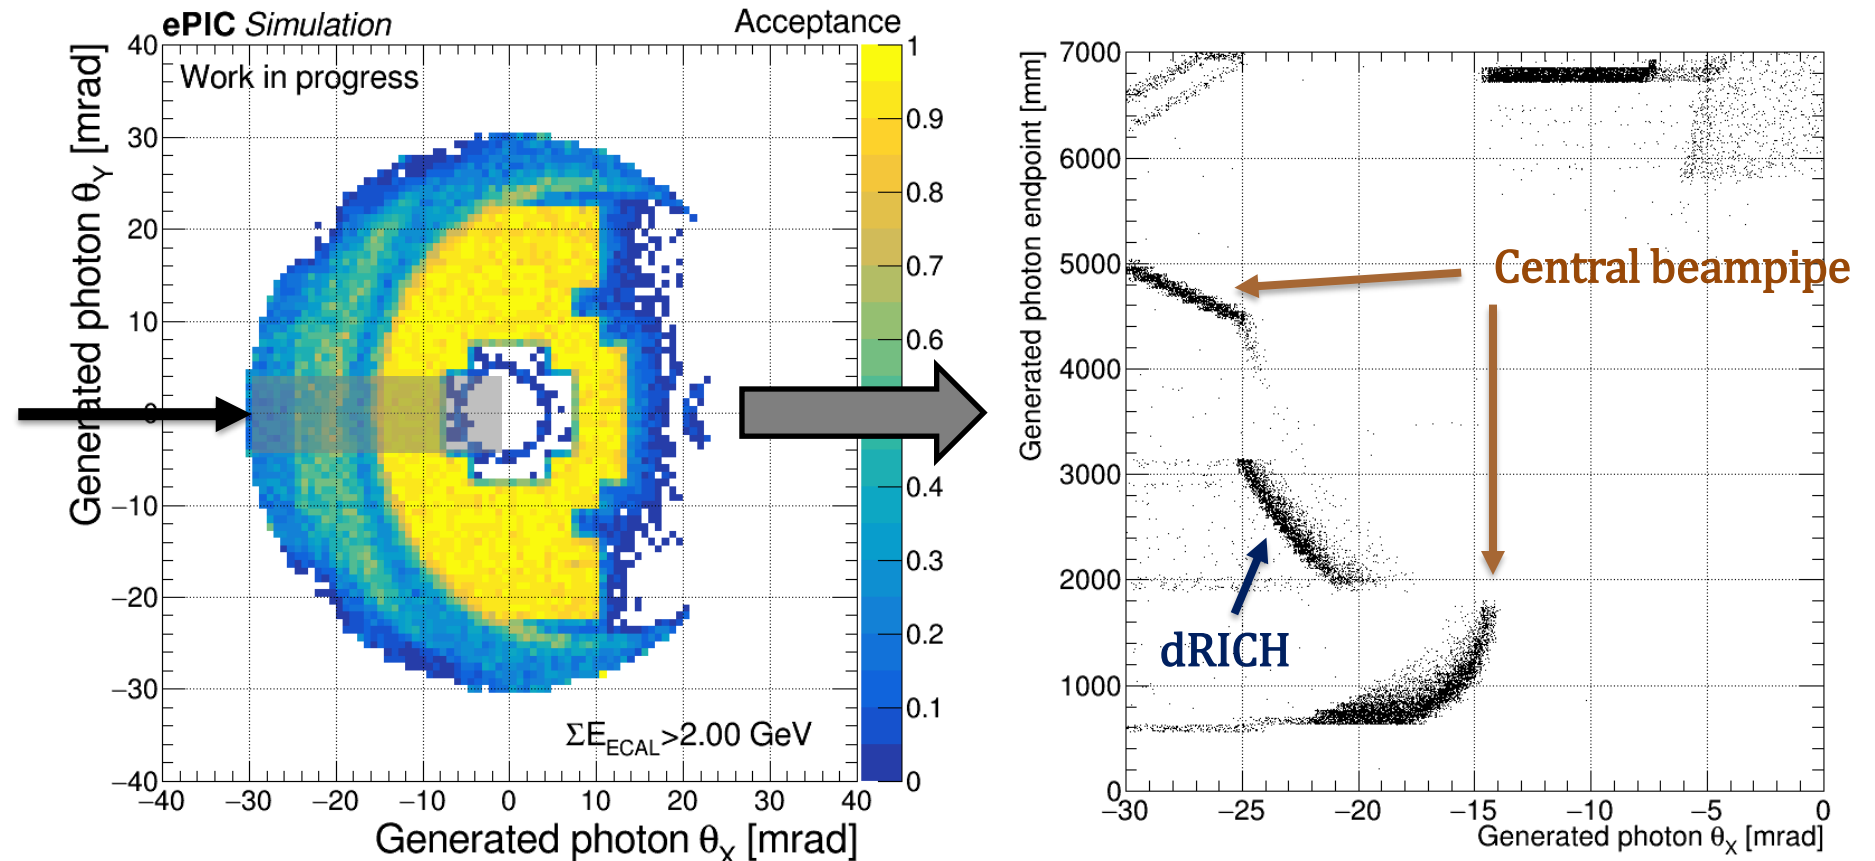 ePIC Simulation
Acceptance
Work in progress
Generated photon θY [mrad]
40
30
20
10
0
−10
−20
−30
−40
−40 −30 −20 −10 0 10 20 30 40
Generated photon θX [mrad]
ΣEECAL>2.00 GeV
1
0.9
0.8
0.7
0.6
0.4
0.3
0.2
0.1
0
Generated photon endpoint [mm]
7000
6000
5000
4000
3000
2000
1000
0
−30 −25 −20 −15 −10 −5 0
Generated photon θX [mrad]
Central beampipe
dRICH